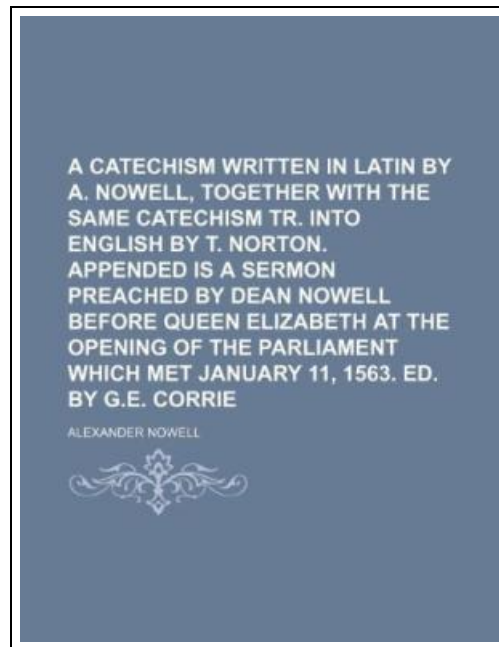 A CATECHISM WRITTEN IN LATIN BY
A. NOWELL, TOGETHER WITH THE
SAME CATECHISM TR. INTO
ENGLISH BY T. NORTON.
APPENDED IS A SERMON
PREACHED BY DEAN NOWELL
BEFORE QUEEN ELIZABETH AT THE
OPENING OF THE PARLIAMENT
WHICH MET JANUARY 11, 1563. ED.
BY G.E. CORRIE
ALEXANDER NOWELL